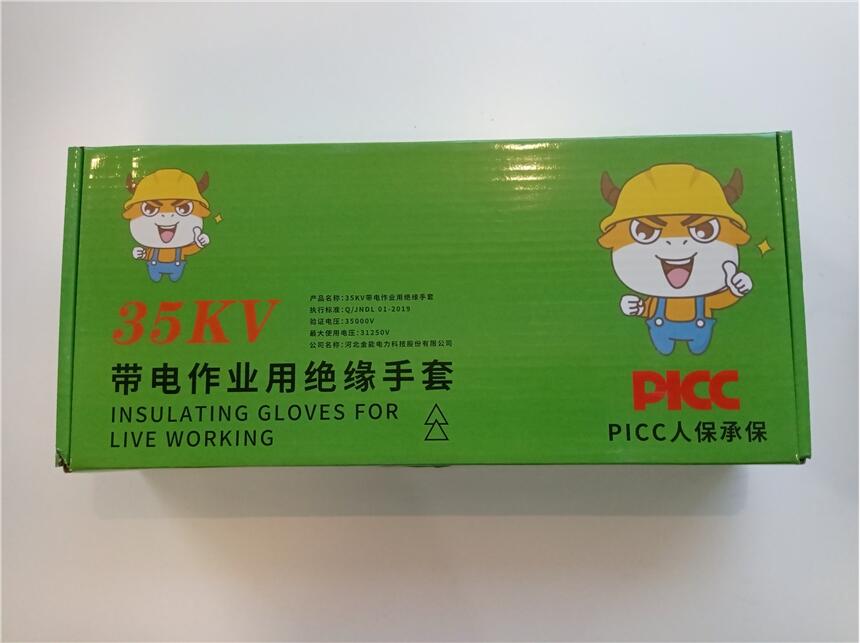 35KV
产品名称:35KV带电作业用绝缘手套
执行标准:Q/JNDL 01-2019
验证电压:35000V
最大使用电压:31250V
公司名称:河北金能电力科技股份有限公司
带电作业用绝缘手套
INSULATING GLOVES FOR
LIVE WORKING
PICC
PICC人保承保